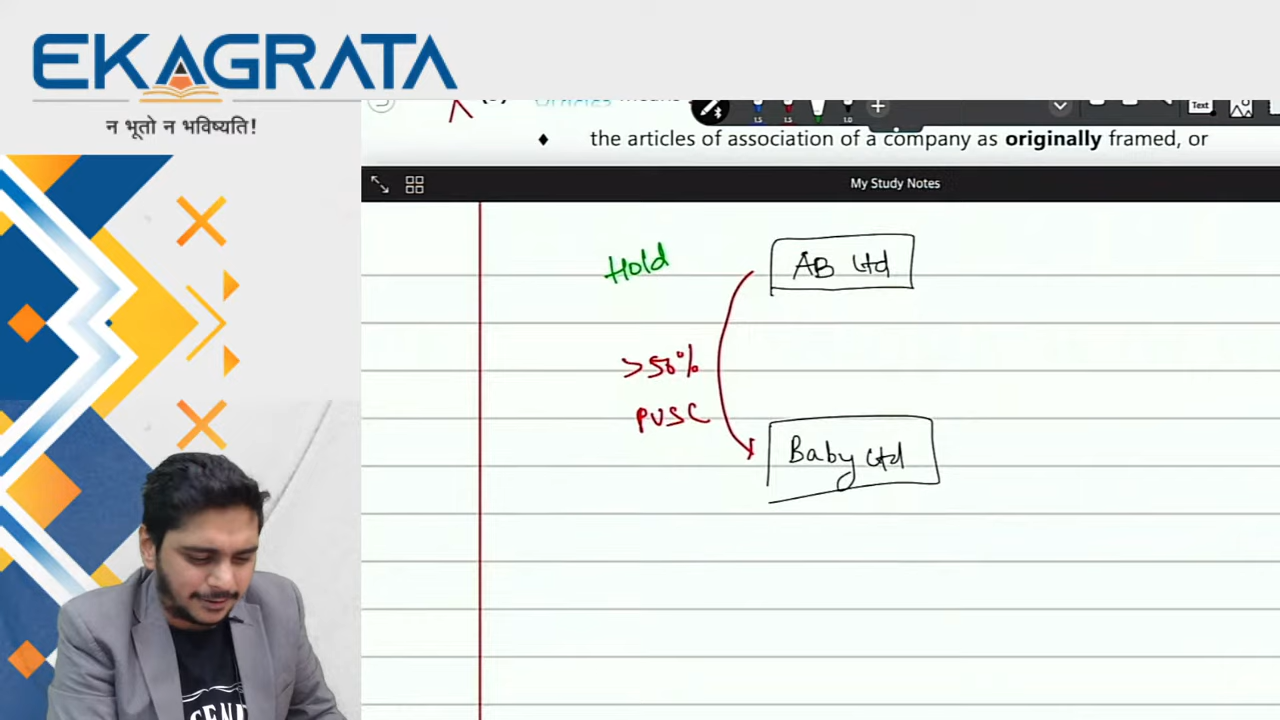 EKAGRATA
न भूतो न भविष्यति!
means
Text
♦ the articles of association of a company as originally framed, or
My Study Notes
Hold
AB Ltd
>50%
PUSC
Baby Ltd